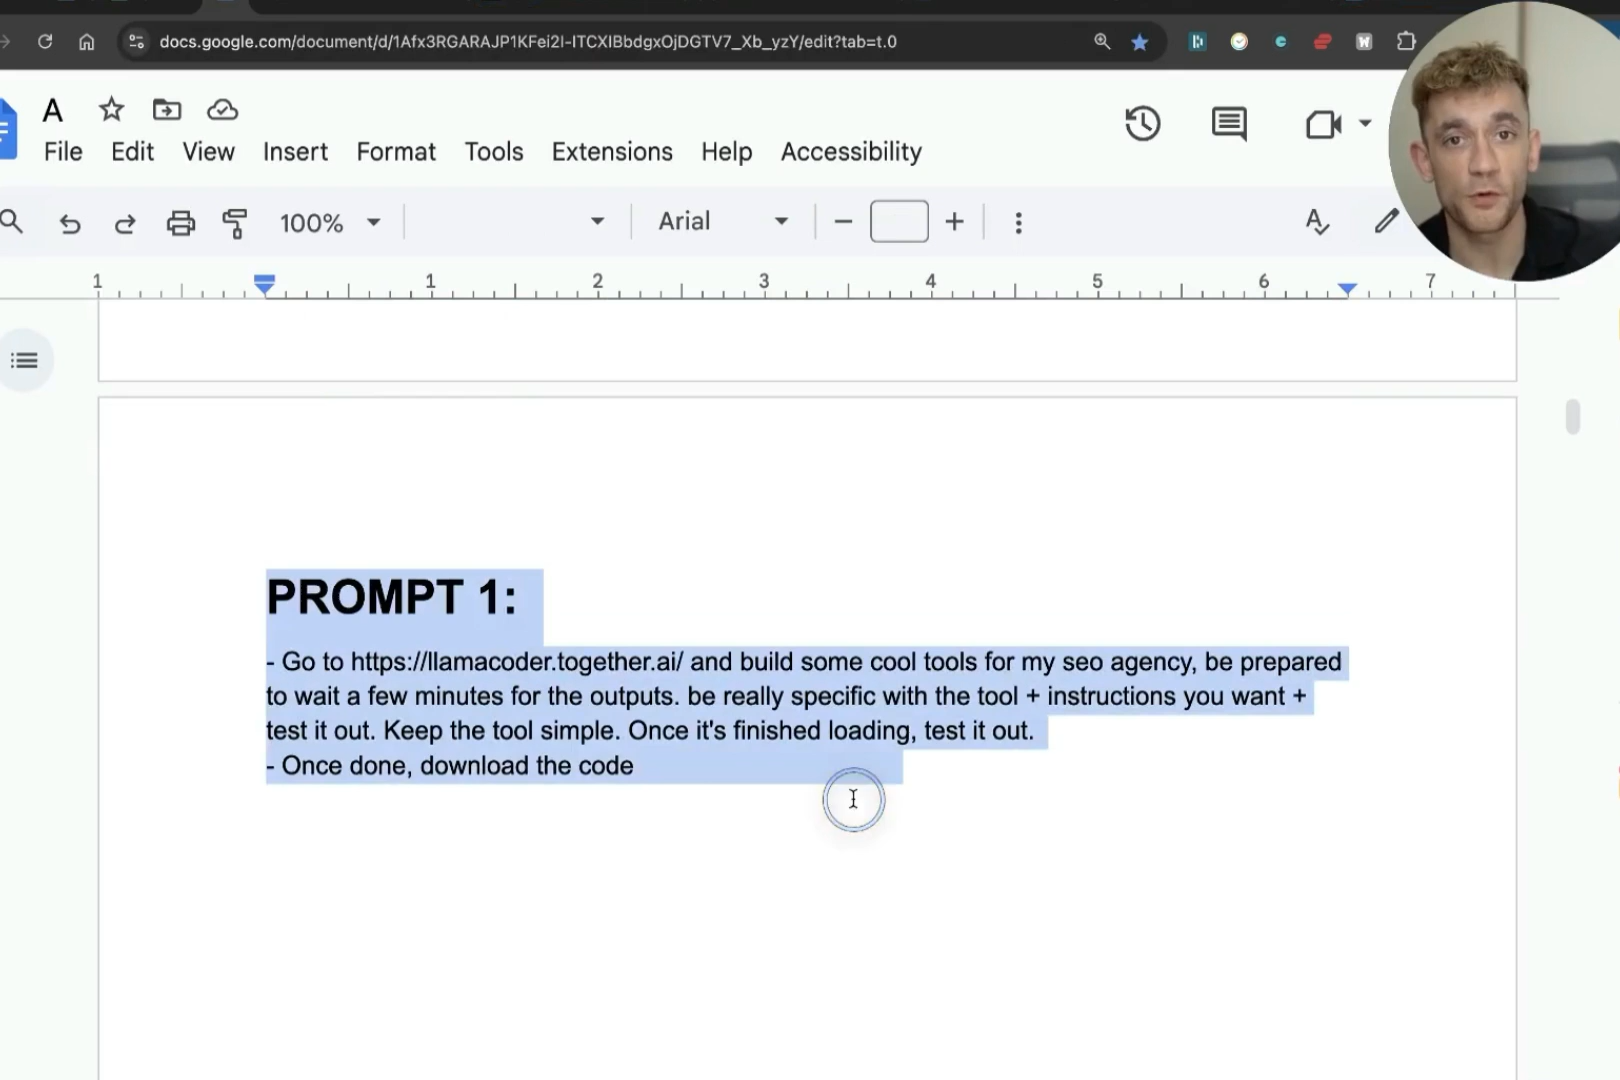 docs.google.com/document/d/1Afx3RGARAJP1KFei2I-ITCXIBbdgxOjDGTV7_Xb_yzY/edit?tab=t.0
A
File Edit View Insert Format Tools Extensions Help Accessibility
100% Arial
1 1 2 3 4 5 6 7
PROMPT 1:
- Go to https://llamacoder.together.ai/ and build some cool tools for my seo agency, be prepared
to wait a few minutes for the outputs. be really specific with the tool + instructions you want +
test it out. Keep the tool simple. Once it's finished loading, test it out.
- Once done, download the code